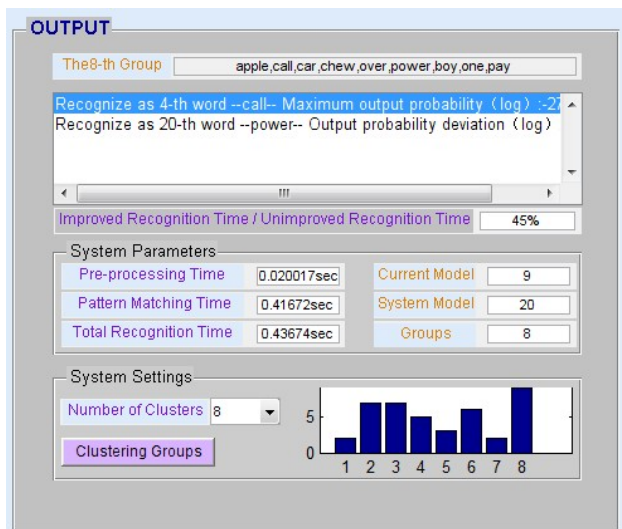 OUTPUT
The8-th Group apple,call,car,chew,over,power,boy,one,pay
Recognize as 4-th word --call-- Maximum output probability (log) :-27
Recognize as 20-th word --power-- Output probability deviation (log)
Improved Recognition Time / Unimproved Recognition Time 45%
System Parameters
Pre-processing Time 0.020017sec Current Model 9
Pattern Matching Time 0.41672sec System Model 20
Total Recognition Time 0.43674sec Groups 8
System Settings
Number of Clusters 8
Clustering Groups
5
0
1 2 3 4 5 6 7 8